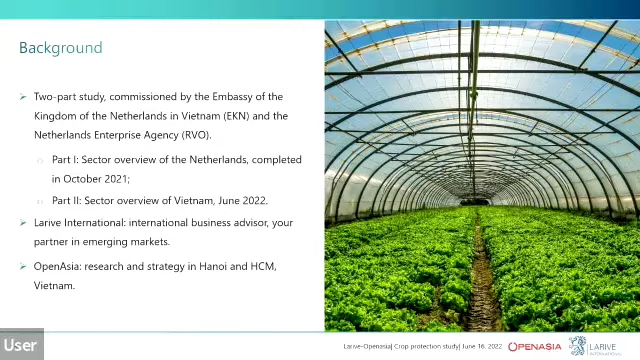 Background
Two-part study, commissioned by the Embassy of the
Kingdom of the Netherlands in Vietnam (EKN) and the
Netherlands Enterprise Agency (RVO).
Part I: Sector overview of the Netherlands, completed
in October 2021;
Part II: Sector overview of Vietnam, June 2022.
Larive International: international business advisor, your
partner in emerging markets.
OpenAsia: research and strategy in Hanoi and HCM,
Vietnam.
User
Larive-Openasia| Crop protection study| June 16, 2022
OPENASIA
LARIVE
INTERNATIONAL